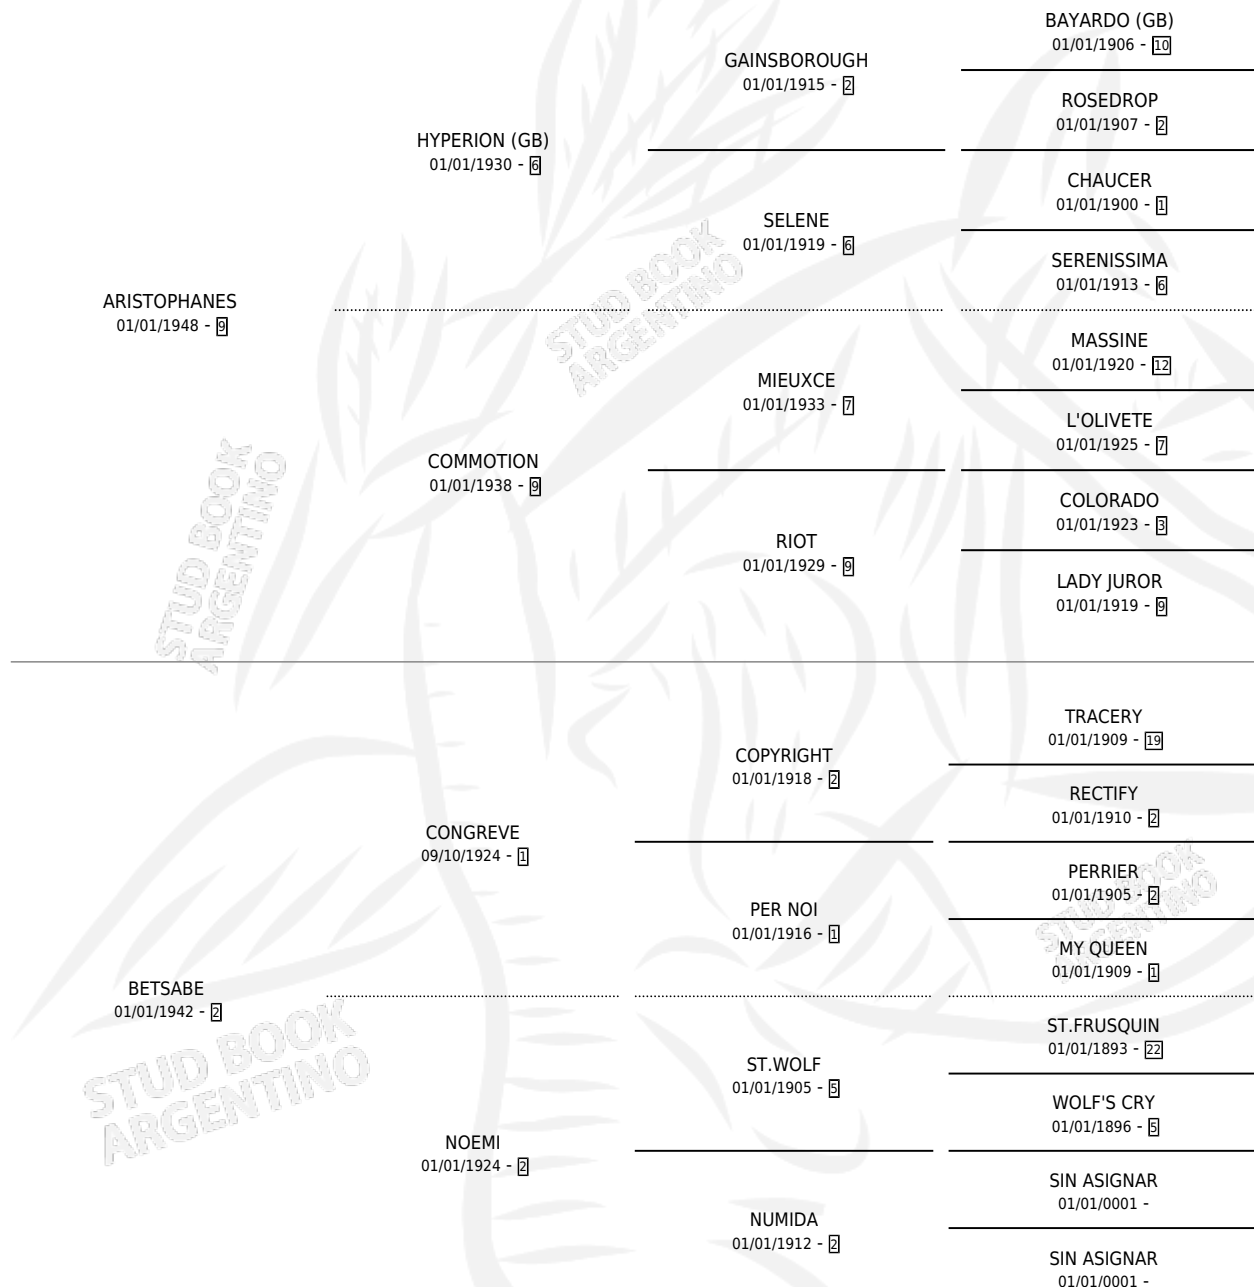 BAYARDO (GB)
01/01/1906 - 10
GAINSBOROUGH
01/01/1915 - 2
ROSEDROP
01/01/1907 - 2
HYPERION (GB)
01/01/1930 - 6
CHAUCER
01/01/1900 - 1
SELENE
01/01/1919 - 6
SERENISSIMA
01/01/1913 - 6
ARISTOPHANES
01/01/1948 - 9
MASSINE
01/01/1920 - 12
MIEUXCE
01/01/1933 - 7
L'OLIVETE
01/01/1925 - 7
COMMOTION
01/01/1938 - 9
COLORADO
01/01/1923 - 3
RIOT
01/01/1929 - 9
LADY JUROR
01/01/1919 - 9
TRACERY
01/01/1909 - 19
COPYRIGHT
01/01/1918 - 2
RECTIFY
01/01/1910 - 2
CONGREVE
09/10/1924 - 1
PERRIER
01/01/1905 - 2
PER NOI
01/01/1916 - 1
MY QUEEN
01/01/1909 - 1
BETSABE
01/01/1942 - 2
ST.FRUSQUIN
01/01/1893 - 22
ST.WOLF
01/01/1905 - 5
WOLF'S CRY
01/01/1896 - 5
NOEMI
01/01/1924 - 2
SIN ASIGNAR
01/01/0001 -
NUMIDA
01/01/1912 - 2
SIN ASIGNAR
01/01/0001 -
STUD BOOK
ARGENTINO
STUD BOOK
ARGENTINO
STUD BOOK
ARGENTINO
STUD BOOK
ARGENTINO